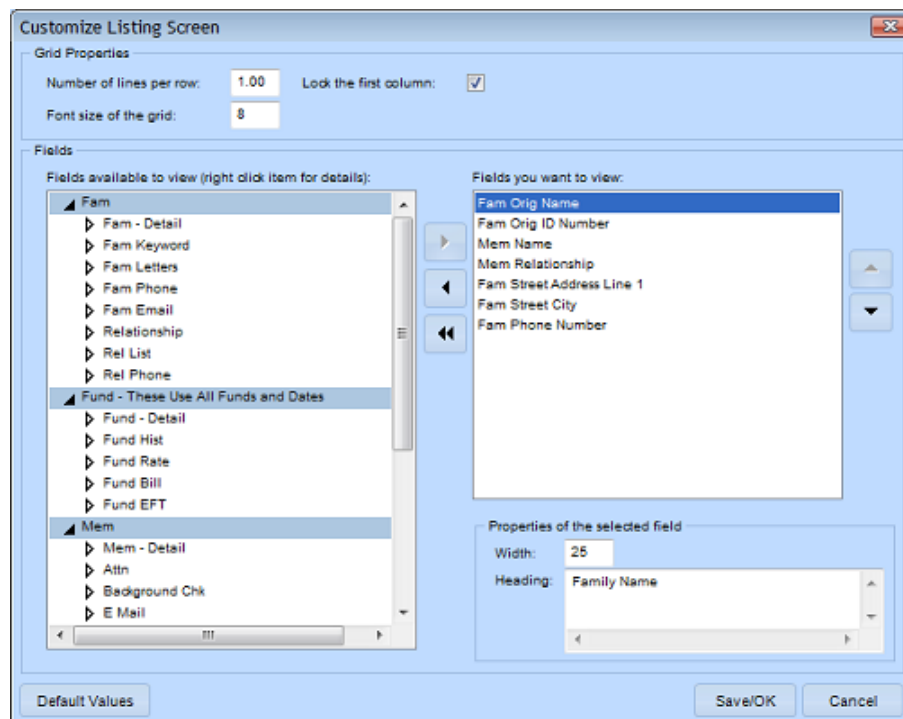 Customize Listing Screen
Grid Properties
Number of lines per row: 1.00 Lock the first column:
Font size of the grid: 8
Fields
Fields available to view (right click item for details):
Fam
Fam - Detail
Fam Keyword
Fam Letters
Fam Phone
Fam Email
Relationship
Rel List
Rel Phone
Fund - These Use All Funds and Dates
Fund - Detail
Fund Hist
Fund Rate
Fund Bill
Fund EFT
Mem
Mem - Detail
Attn
Background Chk
E Mail
Fields you want to view:
Fam Orig Name
Fam Orig ID Number
Mem Name
Mem Relationship
Fam Street Address Line 1
Fam Street City
Fam Phone Number
Properties of the selected field
Width: 25
Heading: Family Name
Default Values Save/OK Cancel